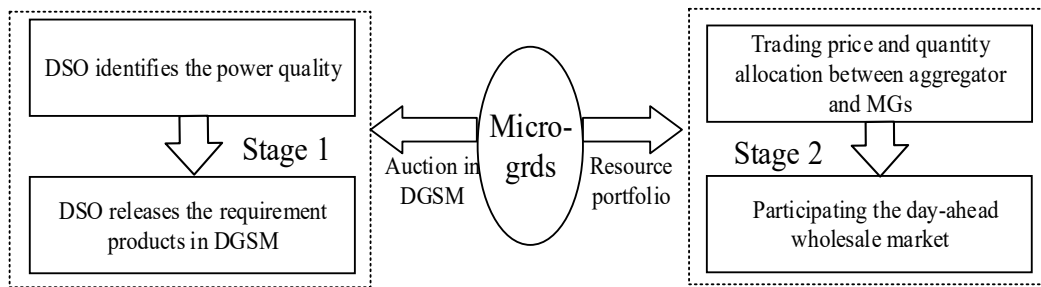 DSO identifies the power quality
Stage 1
DSO releases the requirement
products in DGSM
Auction in
DGSM
Micro-
grds
Resource
portfolio
Trading price and quantity
allocation between aggregator
and MGs
Stage 2
Participating the day-ahead
wholesale market